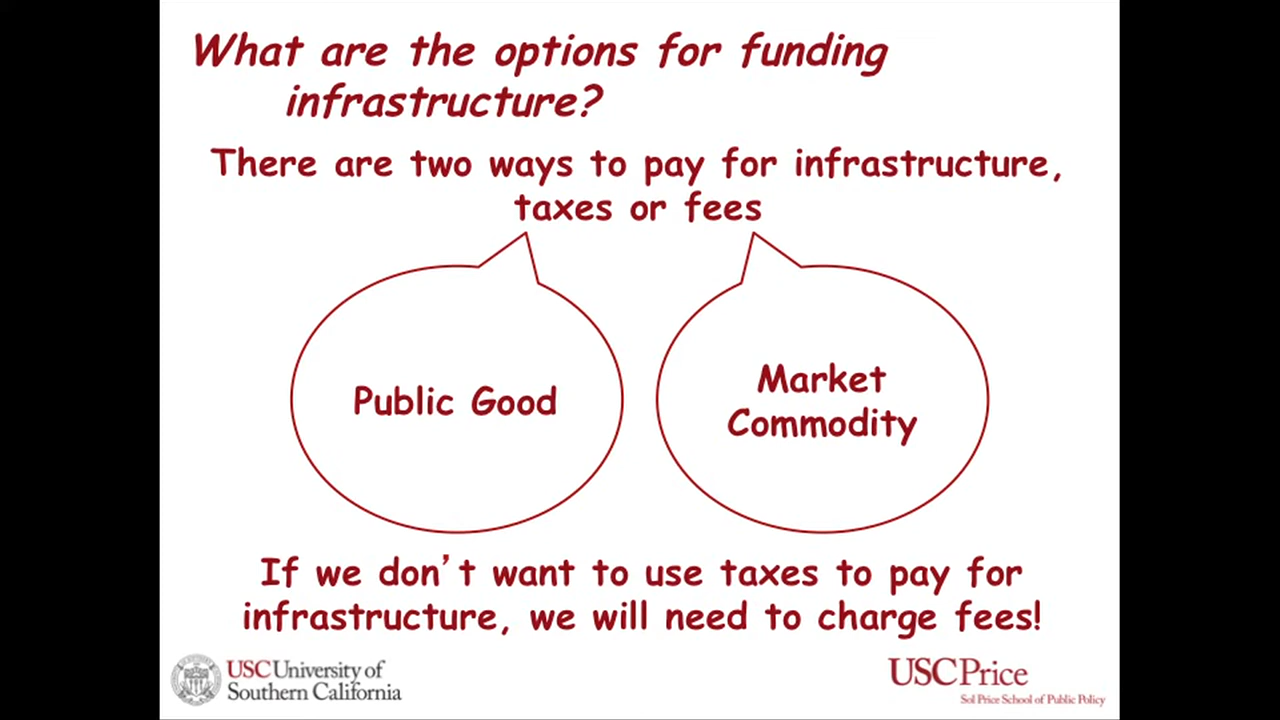 What are the options for funding
infrastructure?
There are two ways to pay for infrastructure,
taxes or fees
Public Good
Market
Commodity
If we don't want to use taxes to pay for
infrastructure, we will need to charge fees!
USC University of
Southern California
USC Price
Sol Price School of Public Policy